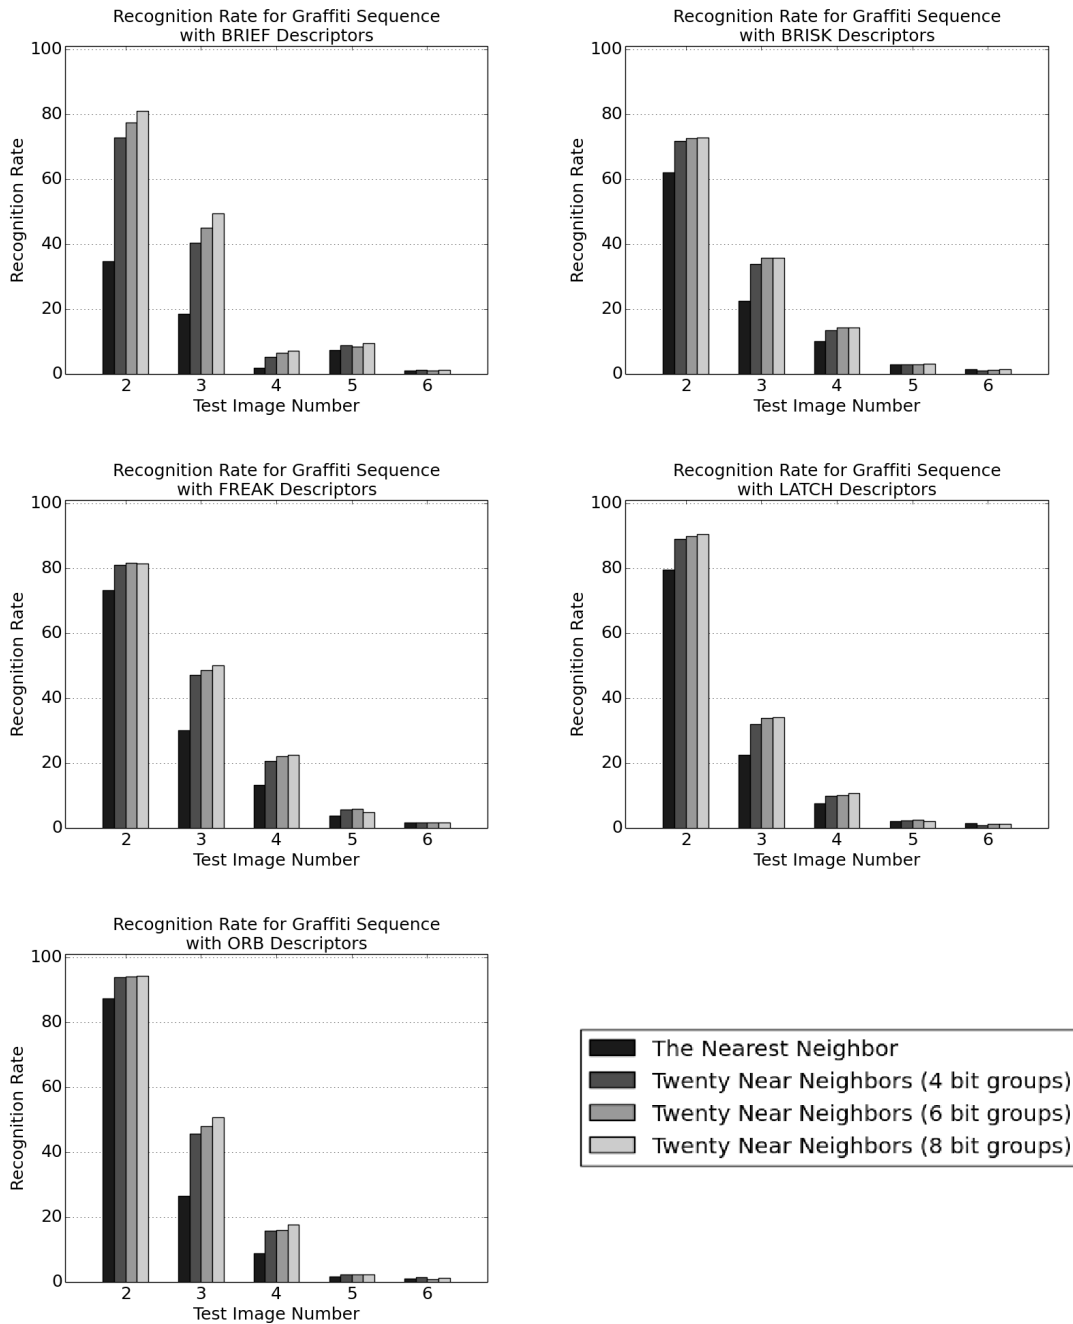 Recognition Rate for Graffiti Sequence
with BRIEF Descriptors
100
80
60
40
20
0
Recognition Rate
2 3 4 5 6
Test Image Number
Recognition Rate for Graffiti Sequence
with BRISK Descriptors
100
80
60
40
20
0
Recognition Rate
2 3 4 5 6
Test Image Number
Recognition Rate for Graffiti Sequence
with FREAK Descriptors
100
80
60
40
20
0
Recognition Rate
2 3 4 5 6
Test Image Number
Recognition Rate for Graffiti Sequence
with LATCH Descriptors
100
80
60
40
20
0
Recognition Rate
2 3 4 5 6
Test Image Number
Recognition Rate for Graffiti Sequence
with ORB Descriptors
100
80
60
40
20
0
Recognition Rate
2 3 4 5 6
Test Image Number
The Nearest Neighbor
Twenty Near Neighbors (4 bit groups)
Twenty Near Neighbors (6 bit groups)
Twenty Near Neighbors (8 bit groups)